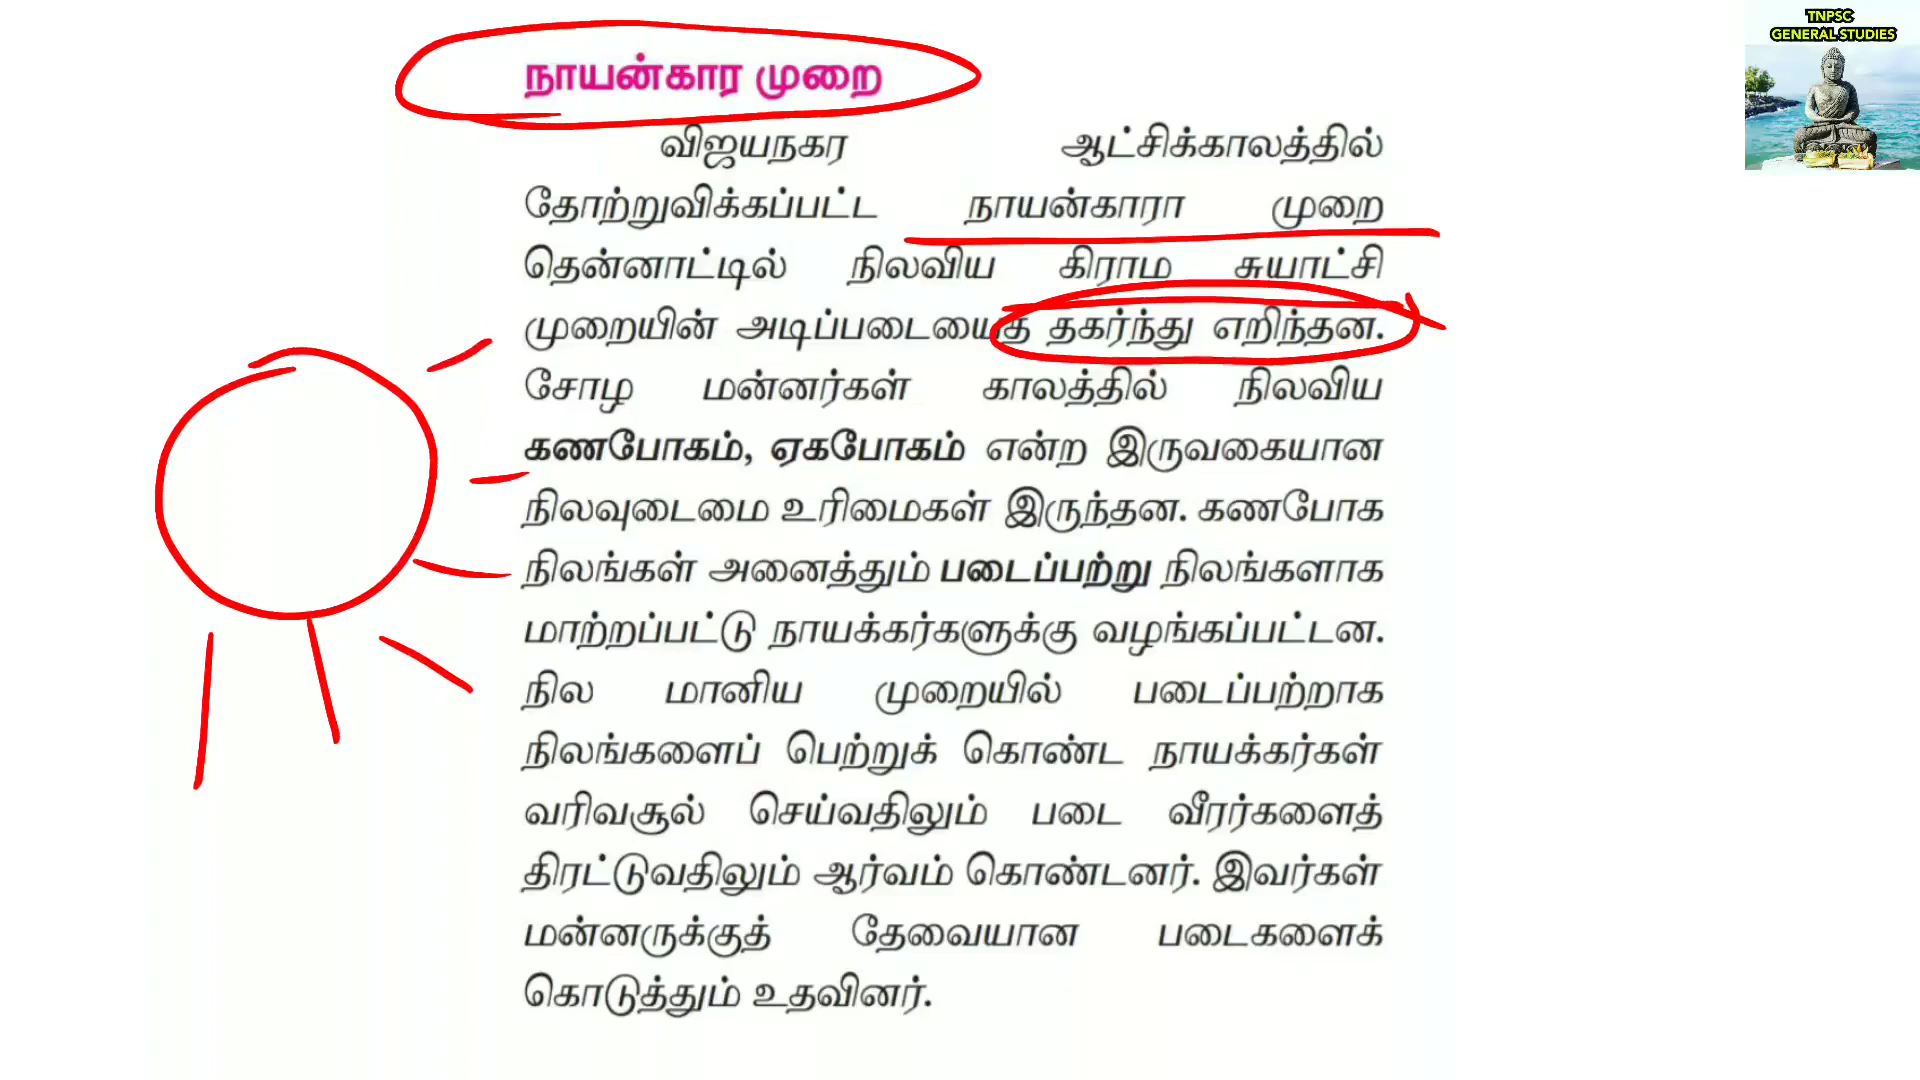 TNPSC
GENERAL STUDIES
நாயன்கார முறை
விஜயநகர ஆட்சிக்காலத்தில்
தோற்றுவிக்கப்பட்ட நாயன்காரா முறை
தென்னாட்டில் நிலவிய கிராம சுயாட்சி
முறையின் அடிப்படையைத் தகர்ந்து எறிந்தன.
சோழ மன்னர்கள் காலத்தில் நிலவிய
கணபோகம், ஏகபோகம் என்ற இருவகையான
நிலவுடைமை உரிமைகள் இருந்தன. கணபோக
நிலங்கள் அனைத்தும் படைப்பற்று நிலங்களாக
மாற்றப்பட்டு நாயக்கர்களுக்கு வழங்கப்பட்டன.
நில மானிய முறையில் படைப்பற்றாக
நிலங்களைப் பெற்றுக் கொண்ட நாயக்கர்கள்
வரிவசூல் செய்வதிலும் படை வீரர்களைத்
திரட்டுவதிலும் ஆர்வம் கொண்டனர். இவர்கள்
மன்னருக்குத் தேவையான படைகளைக்
கொடுத்தும் உதவினர்.